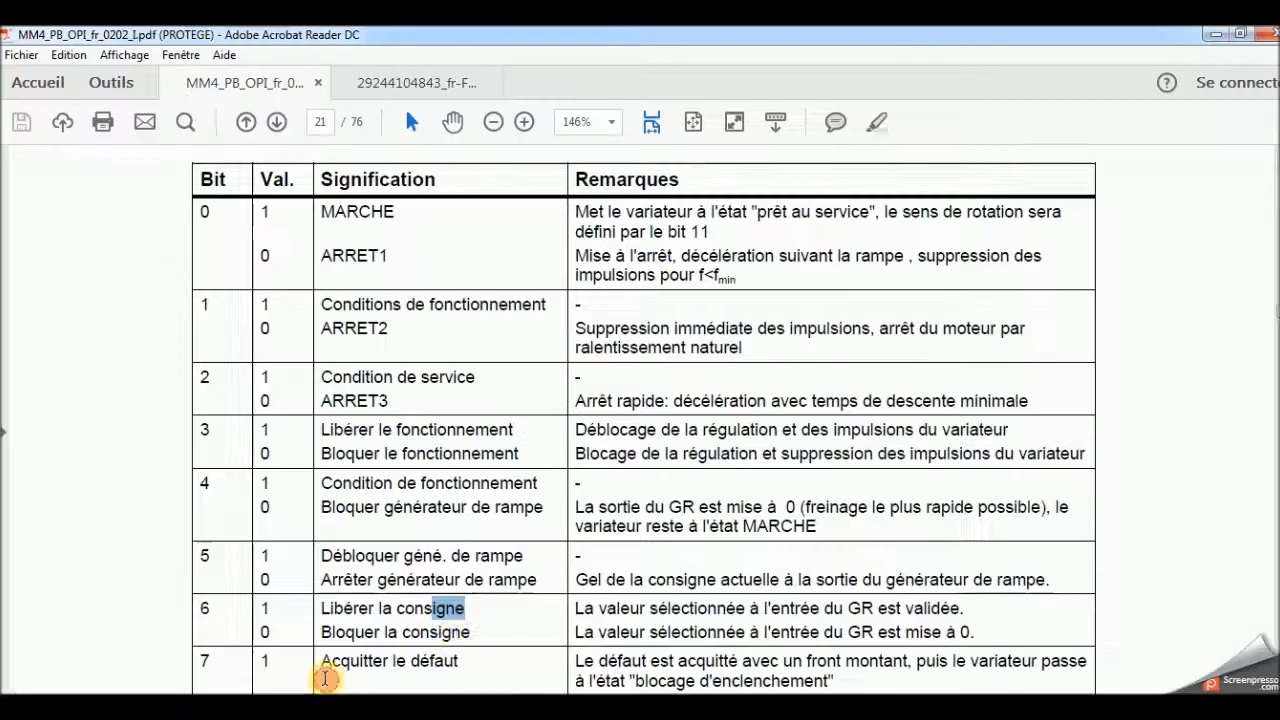 MM4_PB_OPI_fr_0202_I.pdf (PROTEGE) - Adobe Acrobat Reader DC
Fichier Edition Affichage Fenêtre Aide
Accueil Outils MM4_PB_OPI_fr_0... × 29244104843_fr-F... Se connect
21 / 76 146%
Bit Val. Signification Remarques
0 1 MARCHE Met le variateur à l'état "prêt au service", le sens de rotation sera
défini par le bit 11
0 ARRET1 Mise à l'arrêt, décélération suivant la rampe , suppression des
impulsions pour f<fmin
1 1 Conditions de fonctionnement -
0 ARRET2 Suppression immédiate des impulsions, arrêt du moteur par
ralentissement naturel
2 1 Condition de service -
0 ARRET3 Arrêt rapide: décélération avec temps de descente minimale
3 1 Libérer le fonctionnement Déblocage de la régulation et des impulsions du variateur
0 Bloquer le fonctionnement Blocage de la régulation et suppression des impulsions du variateur
4 1 Condition de fonctionnement -
0 Bloquer générateur de rampe La sortie du GR est mise à 0 (freinage le plus rapide possible), le
variateur reste à l'état MARCHE
5 1 Débloquer géné. de rampe -
0 Arrêter générateur de rampe Gel de la consigne actuelle à la sortie du générateur de rampe.
6 1 Libérer la consigne La valeur sélectionnée à l'entrée du GR est validée.
0 Bloquer la consigne La valeur sélectionnée à l'entrée du GR est mise à 0.
7 1 Acquitter le défaut Le défaut est acquitté avec un front montant, puis le variateur passe
à l'état "blocage d'enclenchement"
Screenpresso
.com